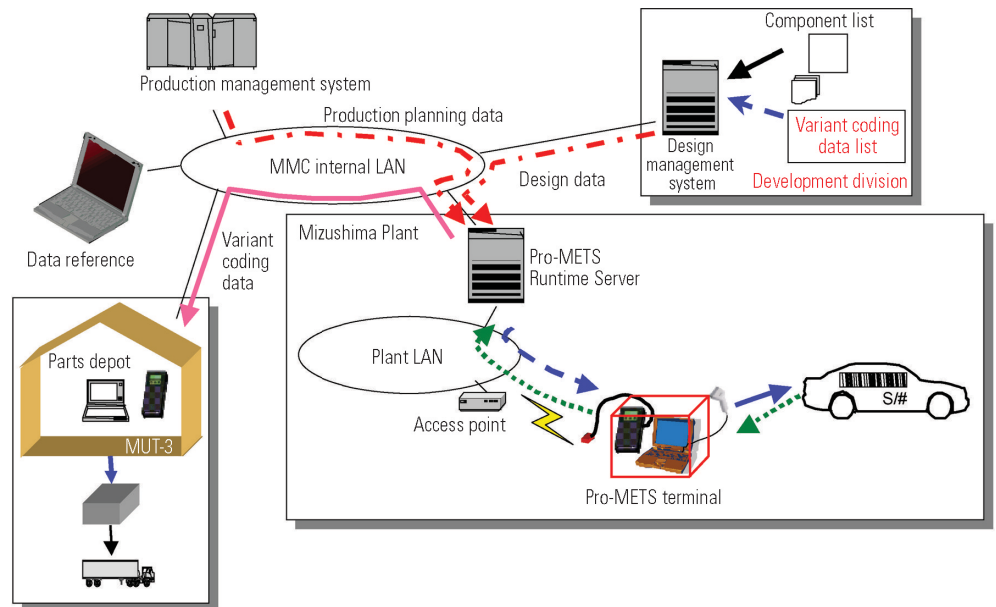 Component list
Production management system
Production planning data
Variant coding
data list
Design
management
system
Development division
MMC internal LAN
Design data
Data reference
Variant
coding
data
Mizushima Plant
Pro-METS
Runtime Server
Parts depot
MUT-3
Plant LAN
Access point
S/#
Pro-METS terminal